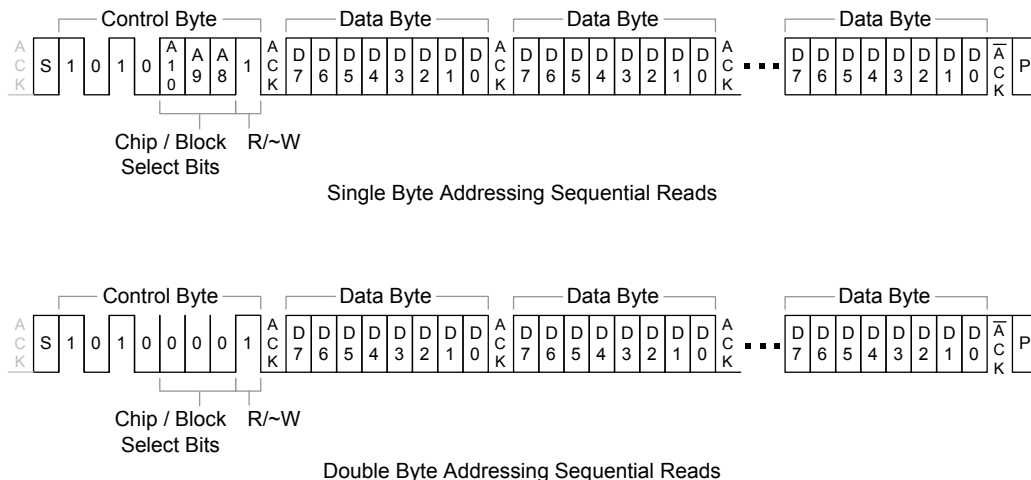 Control Byte Data Byte Data Byte Data Byte
ACK S 1 0 1 0 A10 A9 A8 1 ACK D7 D6 D5 D4 D3 D2 D1 D0 ACK D7 D6 D5 D4 D3 D2 D1 D0 ACK D7 D6 D5 D4 D3 D2 D1 D0 A̅CK P
Chip / Block R/~W
Select Bits
Single Byte Addressing Sequential Reads
Control Byte Data Byte Data Byte Data Byte
ACK S 1 0 1 0 0 0 0 1 ACK D7 D6 D5 D4 D3 D2 D1 D0 ACK D7 D6 D5 D4 D3 D2 D1 D0 ACK D7 D6 D5 D4 D3 D2 D1 D0 A̅CK P
Chip / Block R/~W
Select Bits
Double Byte Addressing Sequential Reads